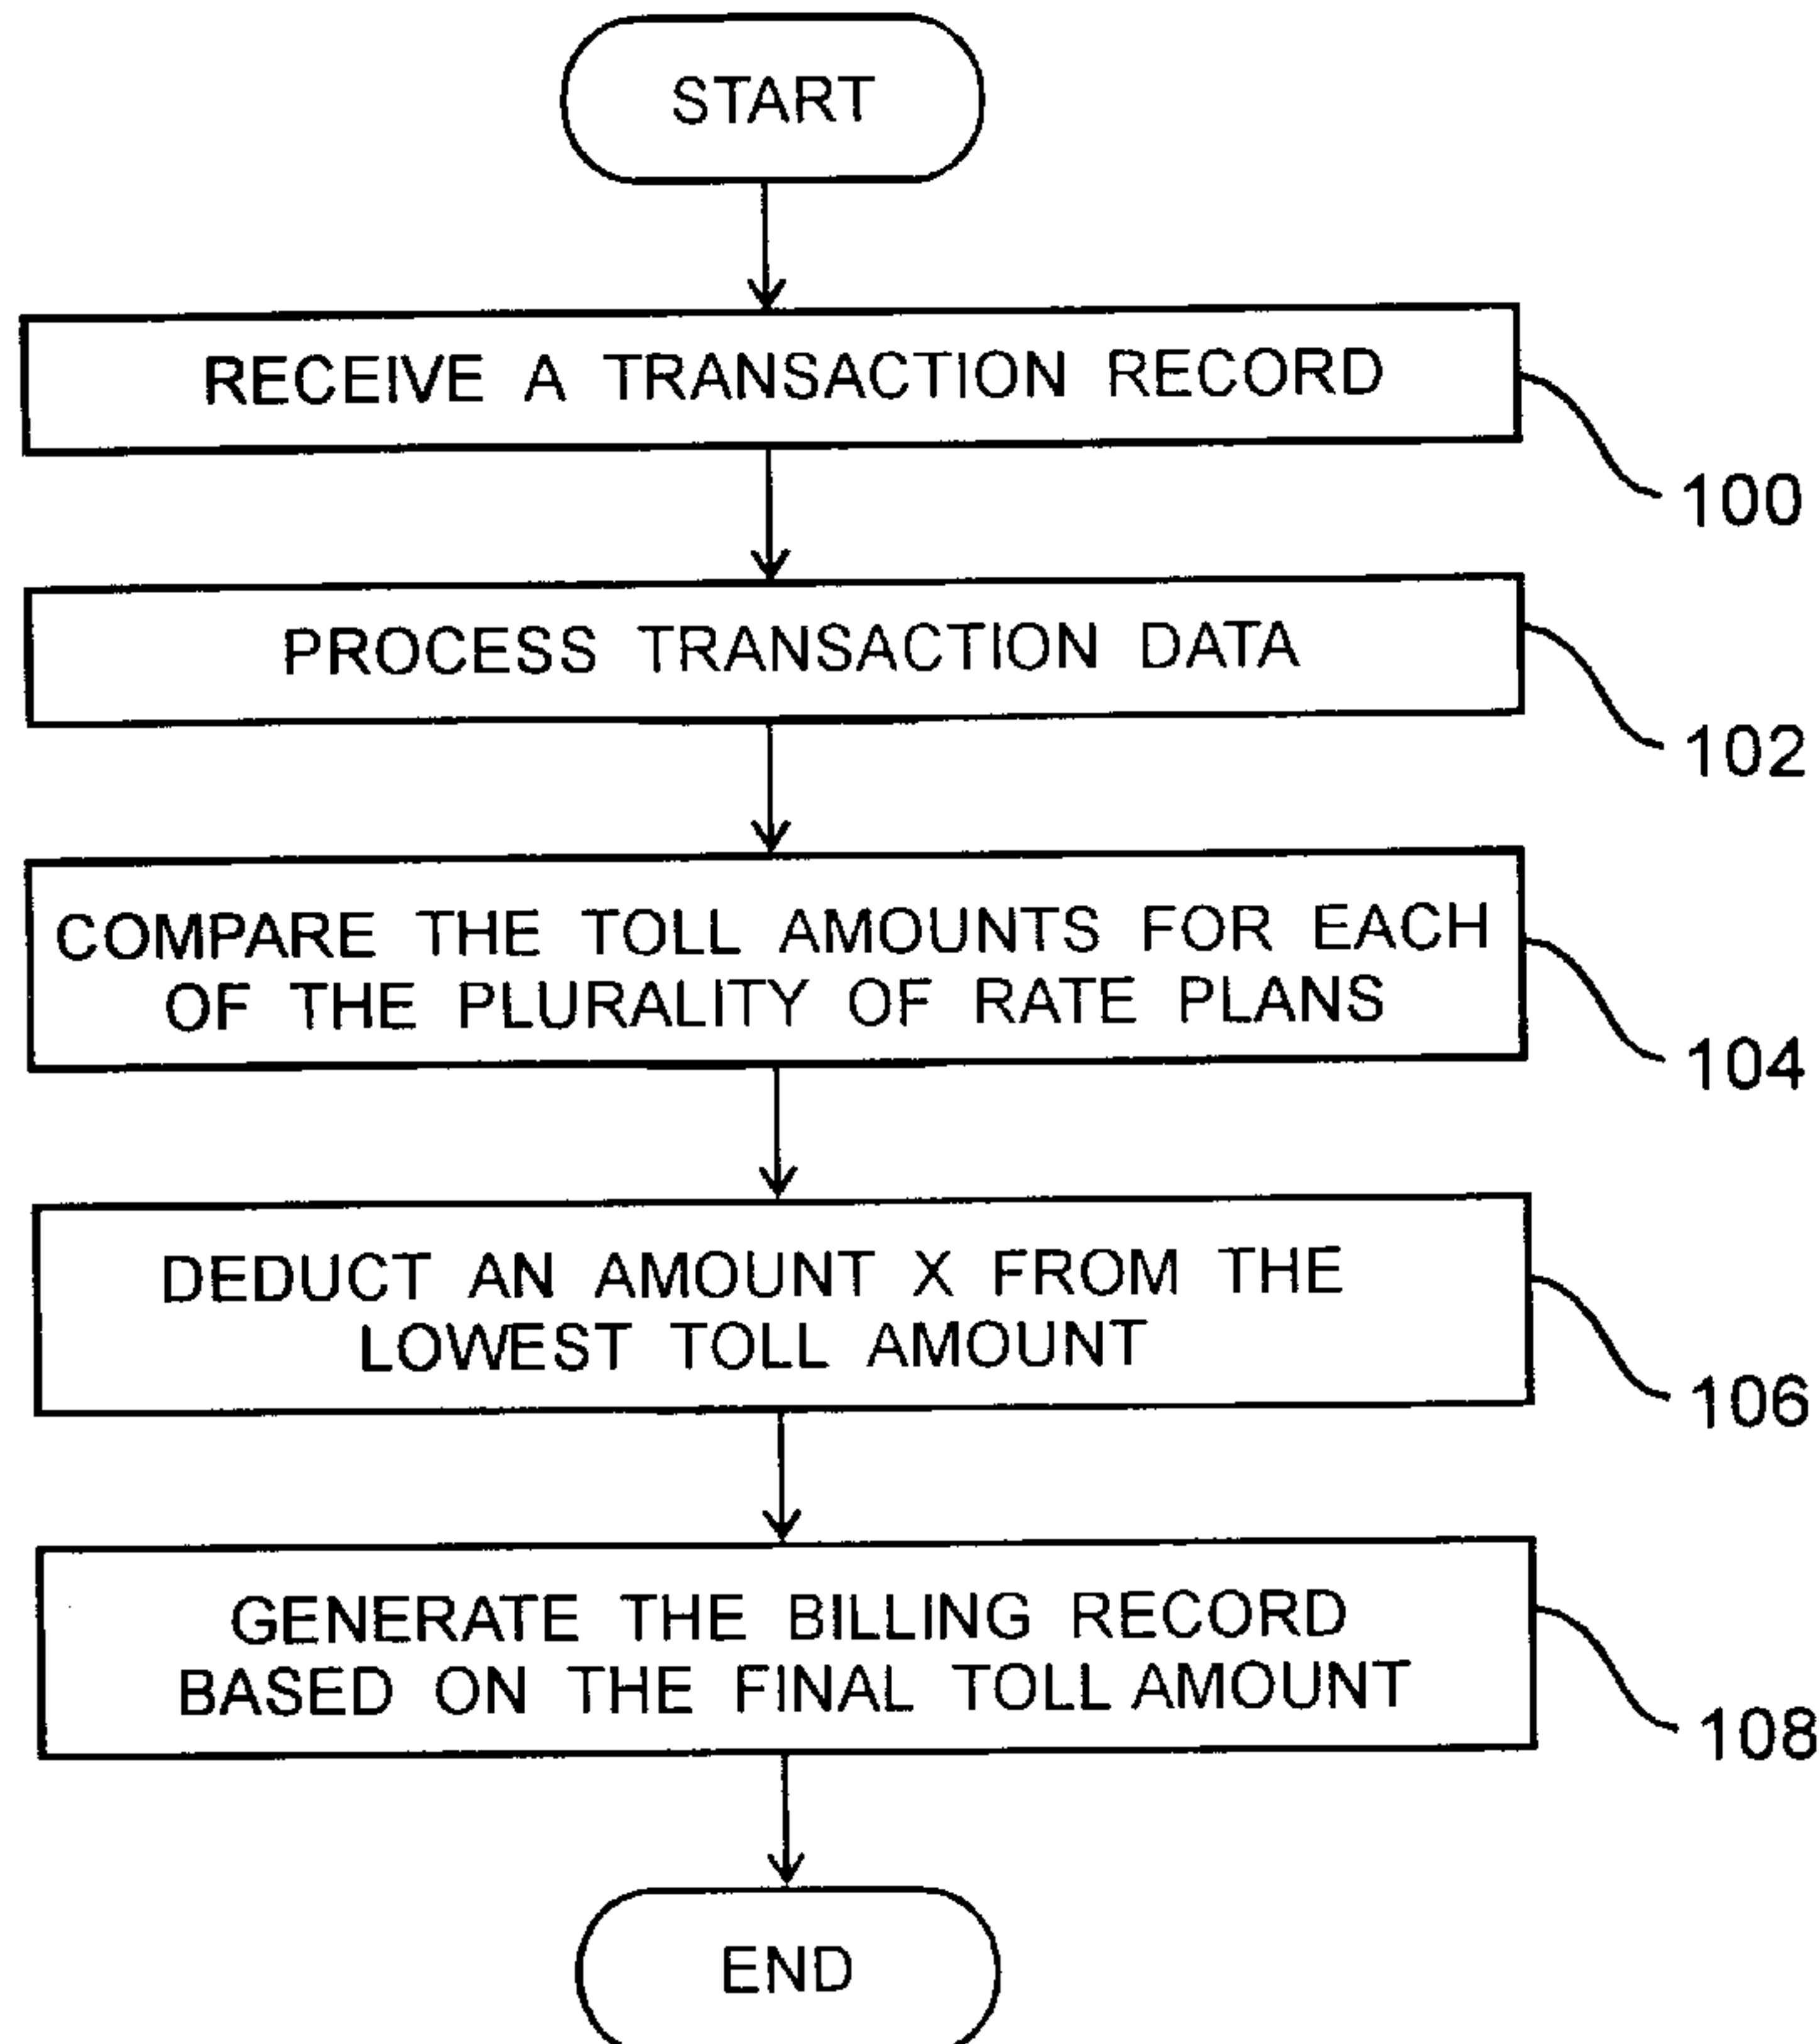 START
RECEIVE A TRANSACTION RECORD
100
PROCESS TRANSACTION DATA
102
COMPARE THE TOLL AMOUNTS FOR EACH
OF THE PLURALITY OF RATE PLANS
104
DEDUCT AN AMOUNT X FROM THE
LOWEST TOLL AMOUNT
106
GENERATE THE BILLING RECORD
BASED ON THE FINAL TOLL AMOUNT
108
END